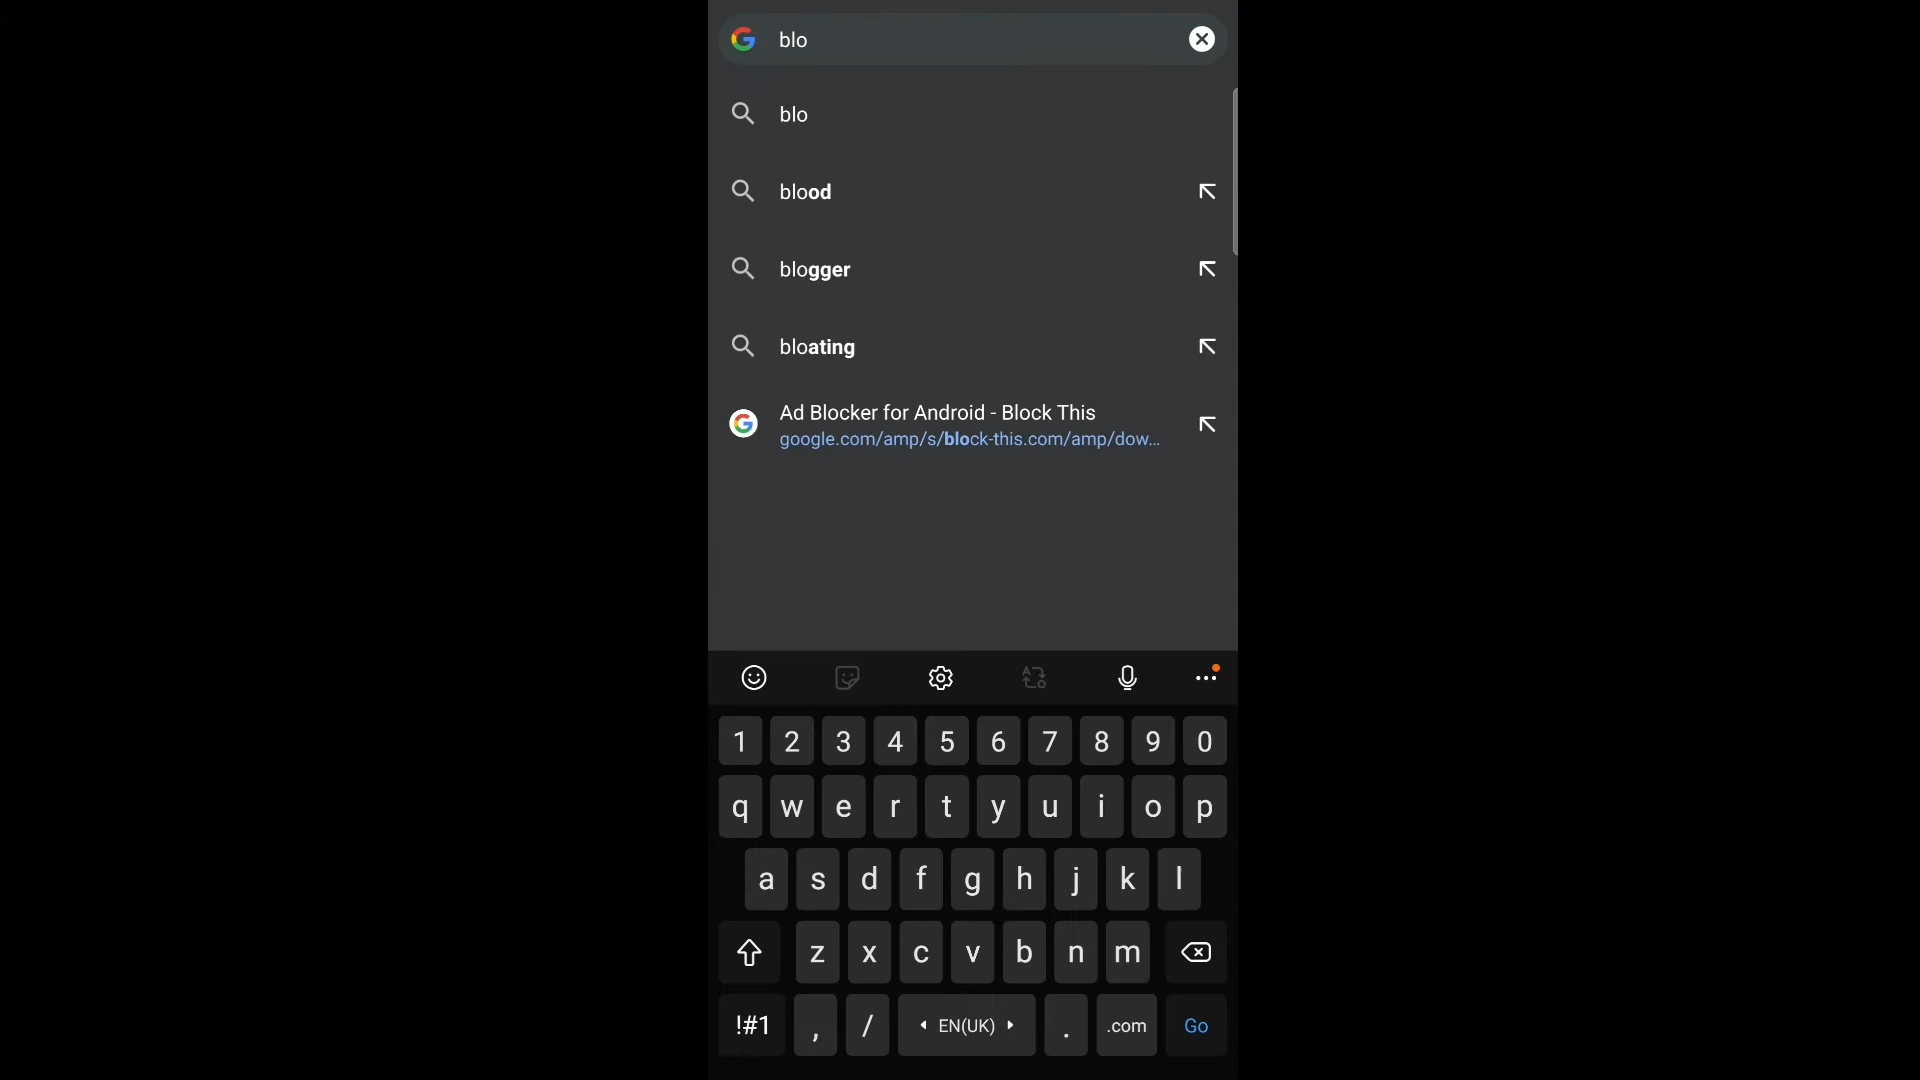 blo
blo
blood
blogger
bloating
Ad Blocker for Android - Block This
google.com/amp/s/block-this.com/amp/dow...
1 2 3 4 5 6 7 8 9 0
q w e r t y u i o p
a s d f g h j k l
z x c v b n m
!#1 , / EN(UK) . .com Go